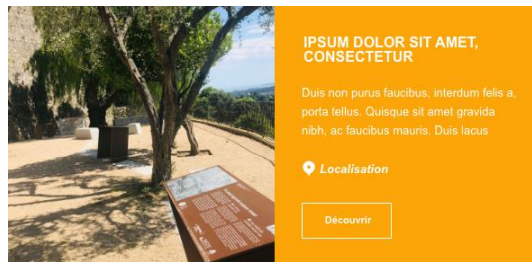 IPSUM DOLOR SIT AMET,
CONSECTETUR
Duis non purus faucibus, interdum felis a,
porta tellus. Quisque sit amet gravida
nibh, ac faucibus mauris. Duis lacus
Localisation
Découvrir